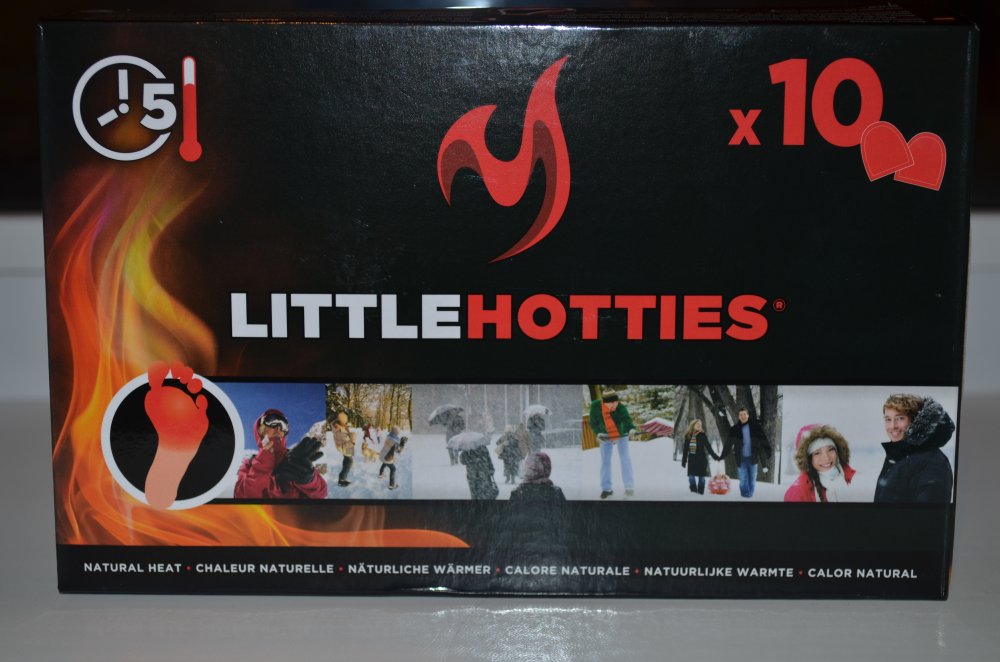 5
x 10
LITTLEHOTTIES®
NATURAL HEAT • CHALEUR NATURELLE • NÄTURLICHE WÄRMER • CALORE NATURALE • NATUURLIJKE WARMTE • CALOR NATURAL